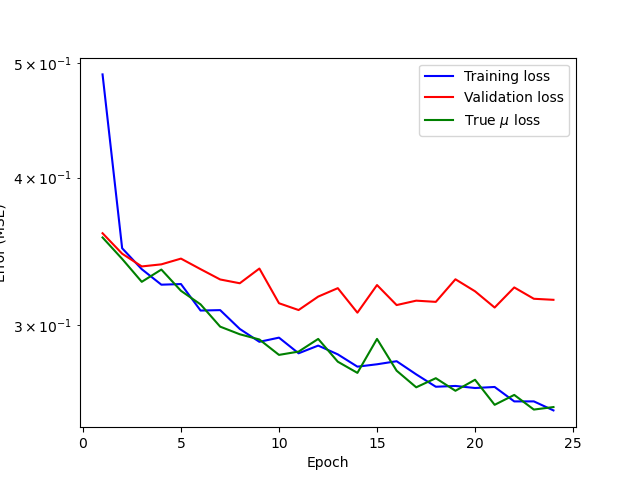 5 × 10⁻¹
4 × 10⁻¹
3 × 10⁻¹
Error (MSE)
Training loss
Validation loss
True μ loss
0 5 10 15 20 25
Epoch